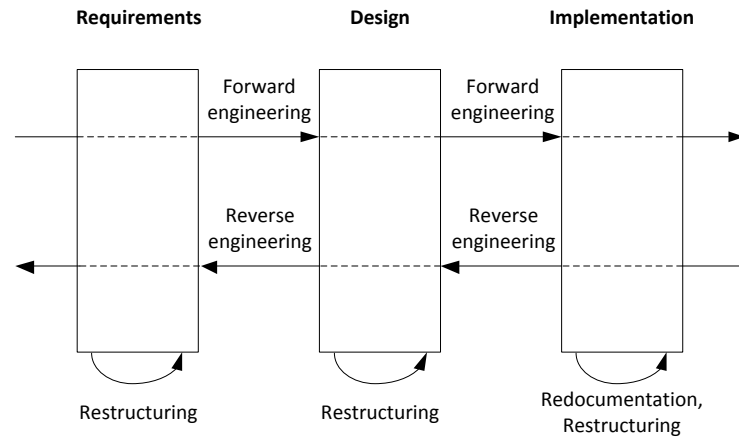 Requirements
Design
Implementation
Forward
engineering
Forward
engineering
Reverse
engineering
Reverse
engineering
Restructuring
Restructuring
Redocumentation,
Restructuring